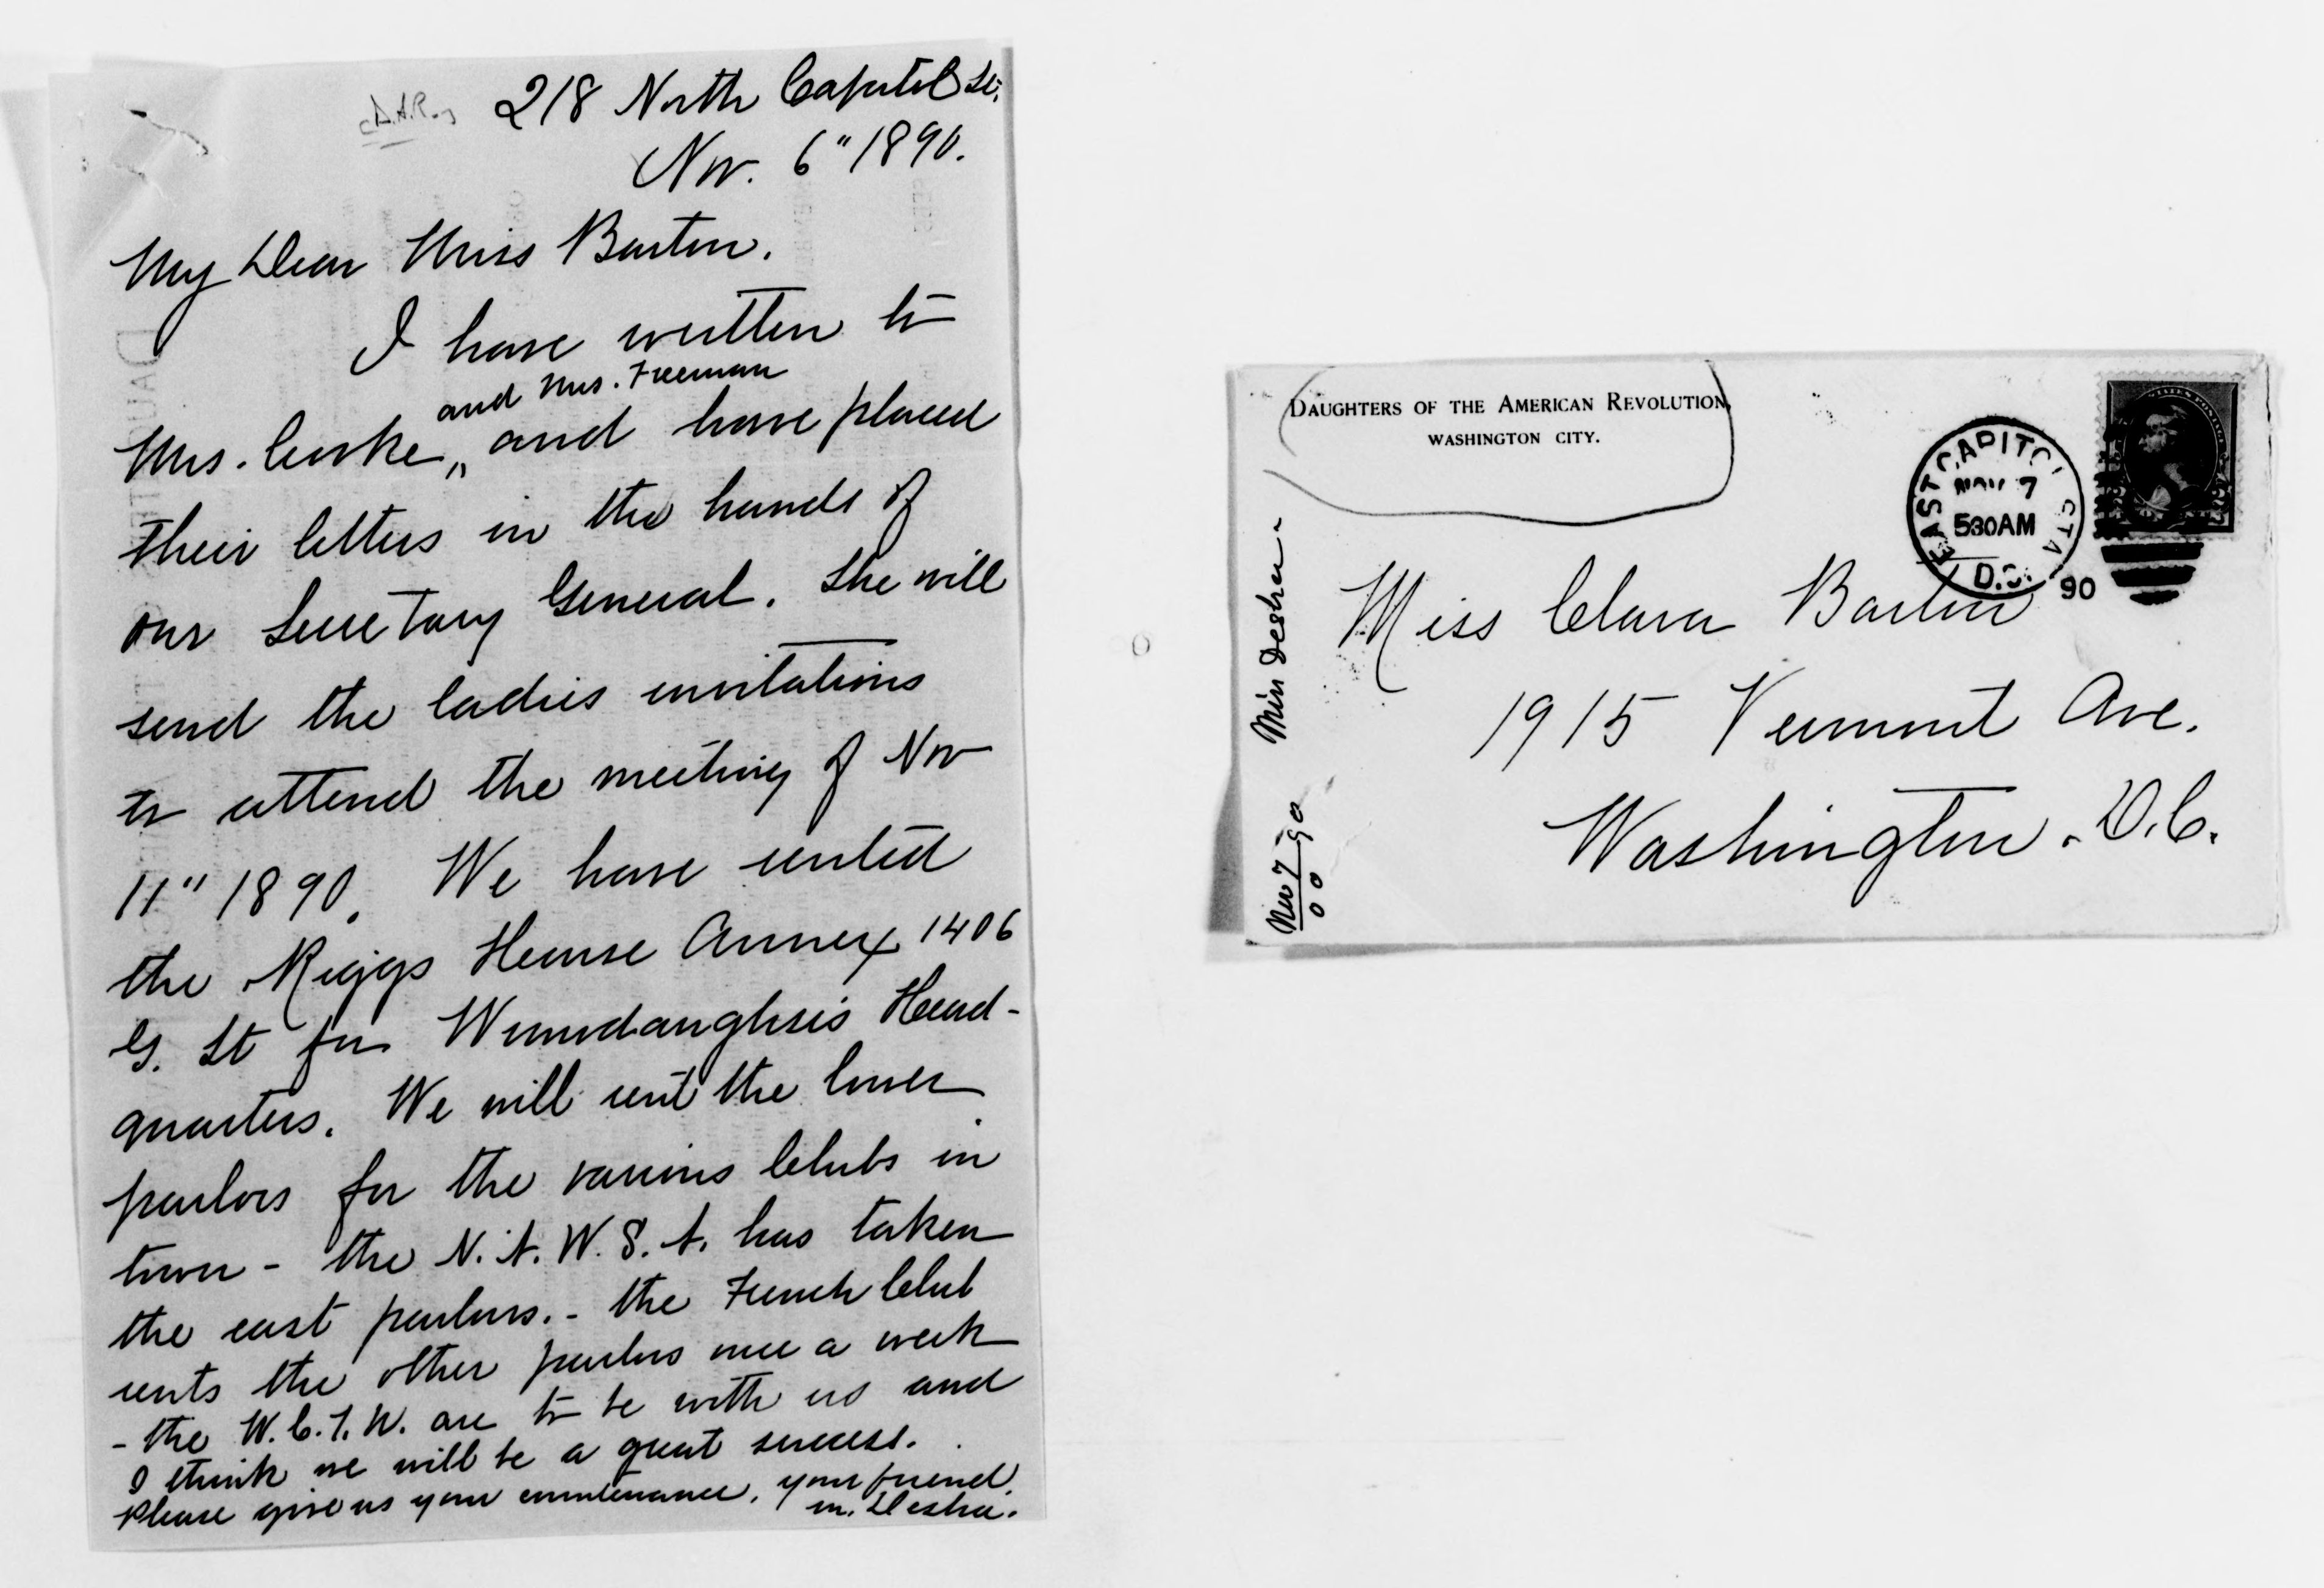 [D.A.R.]
218 North Capitol St.
Nov. 6" 1890.
My Dear Miss Barton.
I have written to
and Mrs. Freeman
Mrs. " and have placed
their letters in the hands of
our Secretary General. She will
send the ladies invitations
to attend the meeting of Nov
11" 1890. We have rented
the Riggs House Annex 1406
G. St for Wimodaughsis Head-
quarters. We will rent the lower
parlors for the various Clubs in
town - the N. A. W. S. A. has taken
the east parlors. - the French Club
rents the other parlors once a week
- the W. C. T. U. are to be with us and
I think we will be a great success.
Please give us your countenance. your friend.
M. Desha.
DAUGHTERS OF THE AMERICAN REVOLUTION,
WASHINGTON CITY.
EAST CAPITOL STA
NOV 7
530AM
D.C.
90
Miss Clara Barton
1915 Vermont Ave.
Washington. D.C.
Miss Desha -
Nov 7 90
00